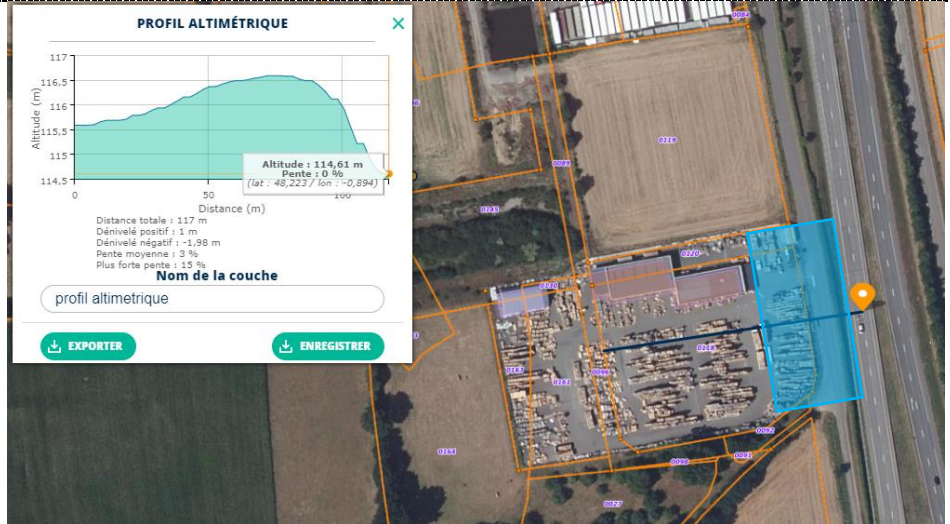 PROFIL ALTIMÉTRIQUE
×
117
116,5
116
115,5
115
114,5
Altitude (m)
0
50
100
Distance (m)
Altitude : 114,61 m
Pente : 0 %
(lat : 48,223 / lon : -0,894)
Distance totale : 117 m
Dénivelé positif : 1 m
Dénivelé négatif : -1,98 m
Pente moyenne : 3 %
Plus forte pente : 15 %
Nom de la couche
profil altimetrique
EXPORTER
ENREGISTRER
0084
0119
0089
0145
0120
0130
0118
0096
0163
0161
0164
0092
0091
0098
0027